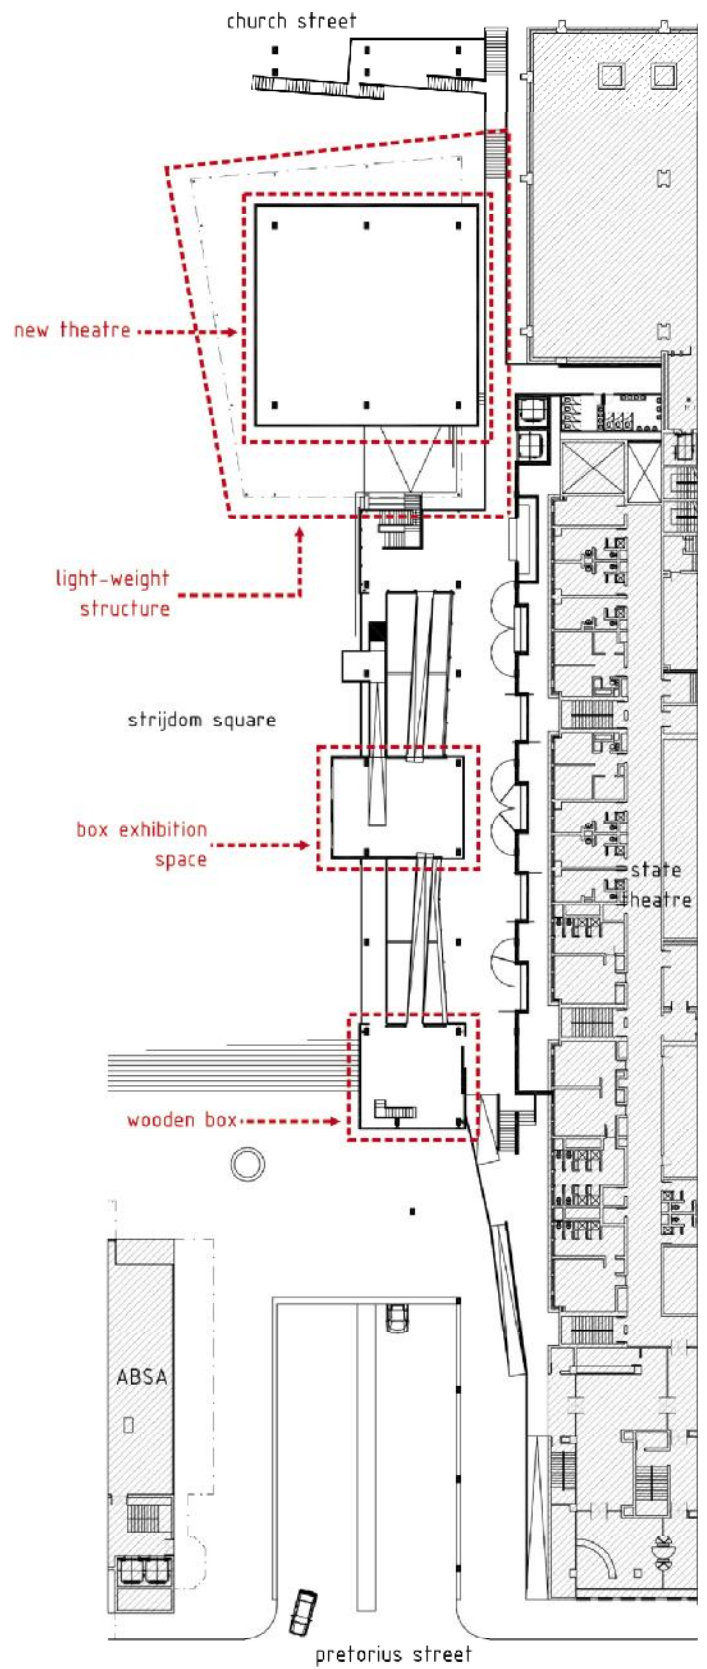 church street
new theatre
light-weight
structure
strijdom square
box exhibition
space
state
theatre
wooden box
ABSA
pretorius street